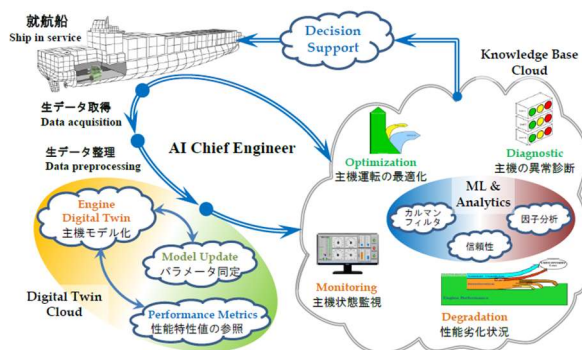 就航船
Ship in service
Decision
Support
Knowledge Base
Cloud
生データ取得
Data acquisition
生データ整理
Data preprocessing
AI Chief Engineer
Optimization
主機運転の最適化
Diagnostic
主機の異常診断
ML &
Analytics
カルマン
フィルタ
因子分析
信頼性
Engine
Digital Twin
主機モデル化
Model Update
パラメータ同定
Digital Twin
Cloud
Performance Metrics
性能特性値の参照
Monitoring
主機状態監視
Degradation
性能劣化状況